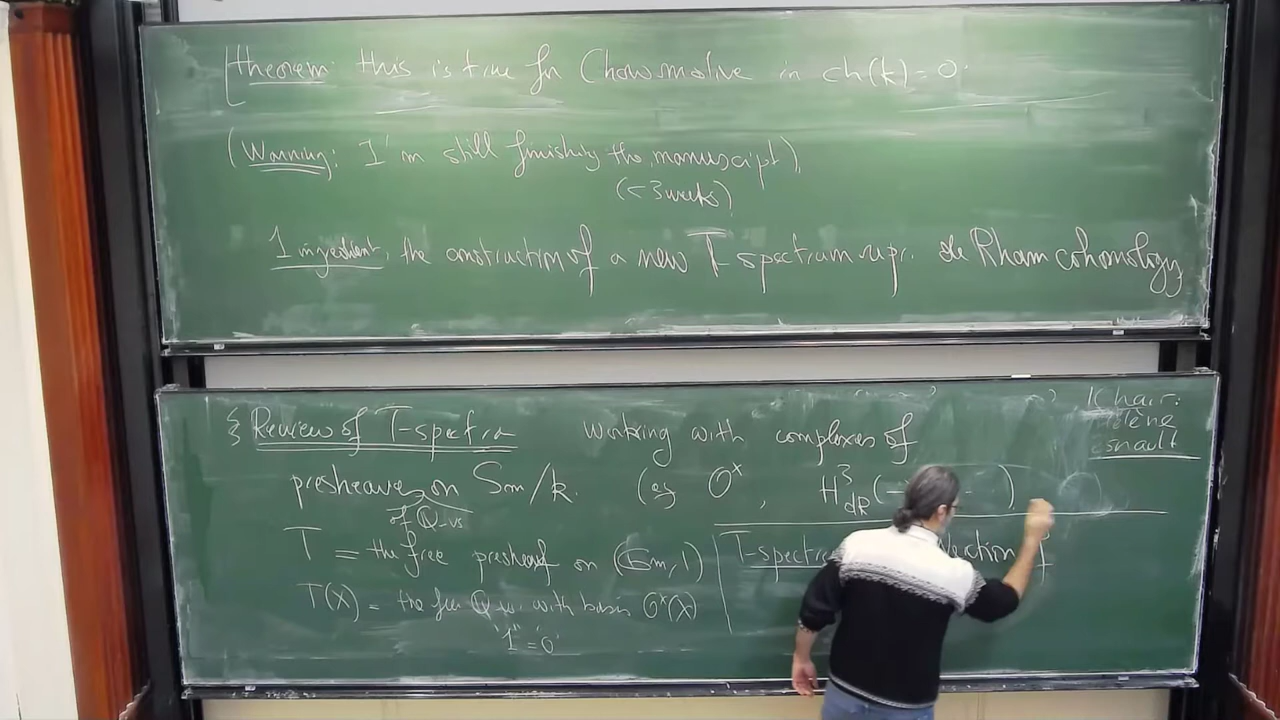 Theorem: this is true for Chow motive in ch(k)=0.
(Warning: I'm still finishing the manuscript).
(<3 weeks)
1 ingredient, the construction of a new T-spectrum repr. de Rham cohomology
§ Review of T-spectra working with complexes of
presheaves on Sm/k. (eg O^x, H^3_dR(
of Q-vs
T = the free presheaf on (Gm, 1)
T(X) = the free Q-vs. with basis O^x(X)
"1"=0
T-spectr of
Chair:
Hélène
Esnault